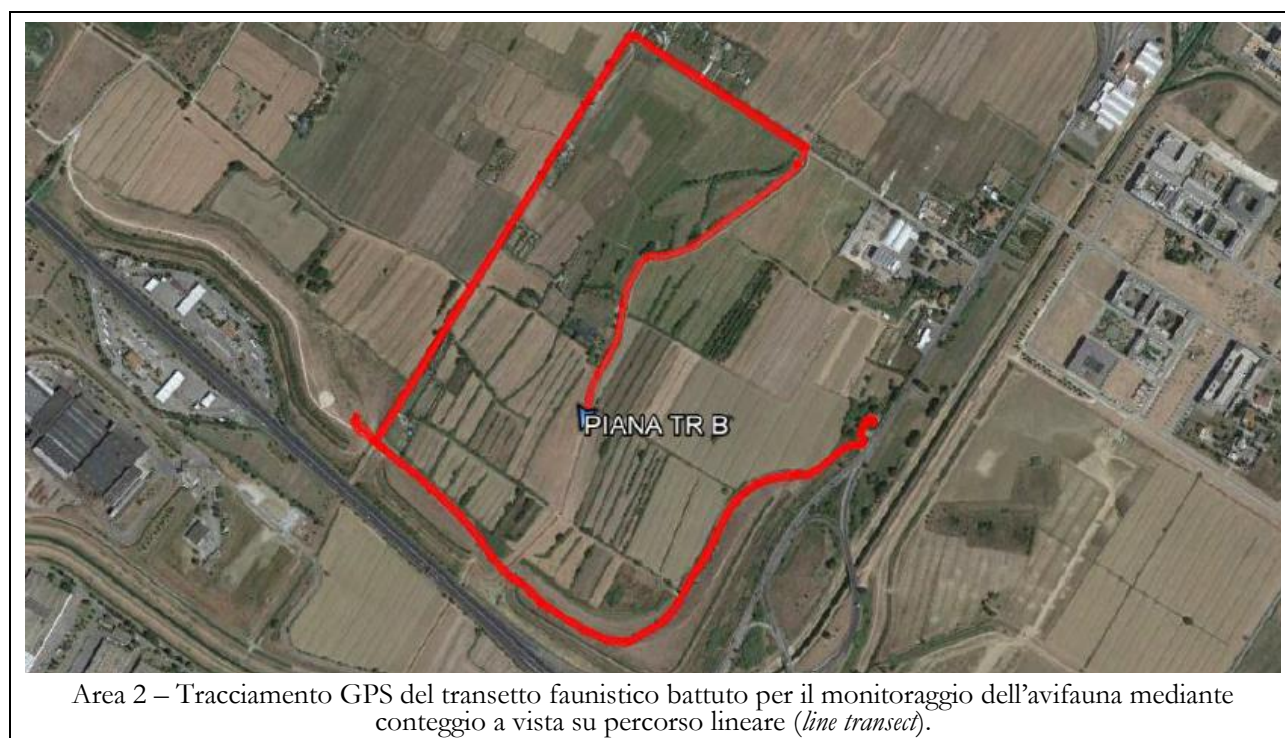 PIANA TR B
Area 2 – Tracciamento GPS del transetto faunistico battuto per il monitoraggio dell’avifauna mediante
conteggio a vista su percorso lineare (line transect).